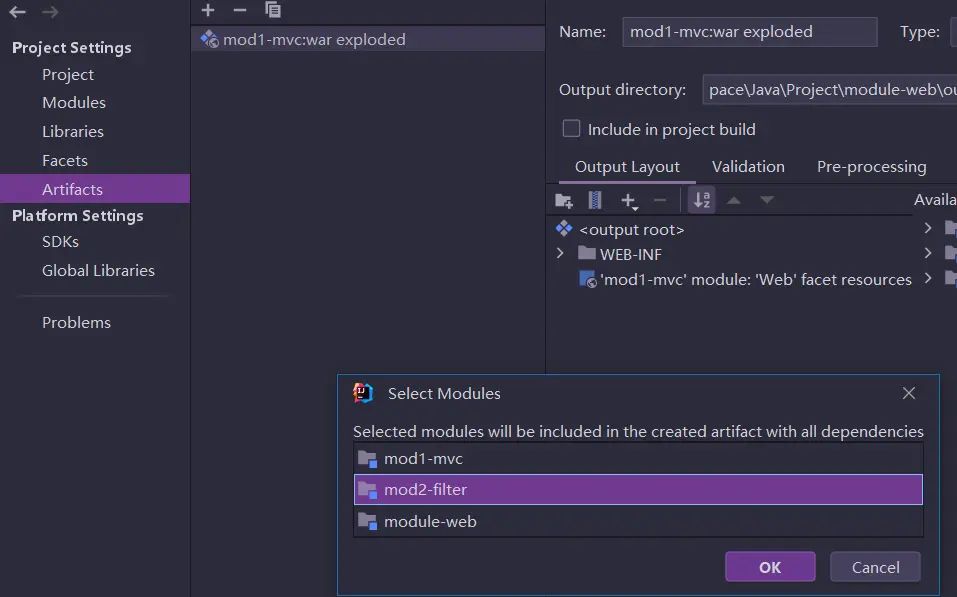 Project Settings
Project
Modules
Libraries
Facets
Artifacts
Platform Settings
SDKs
Global Libraries
Problems
mod1-mvc:war exploded
Name: mod1-mvc:war exploded Type:
Output directory: pace\Java\Project\module-web\ou
Include in project build
Output Layout Validation Pre-processing
Availa
<output root>
WEB-INF
'mod1-mvc' module: 'Web' facet resources
Select Modules
Selected modules will be included in the created artifact with all dependencies
mod1-mvc
mod2-filter
module-web
OK Cancel